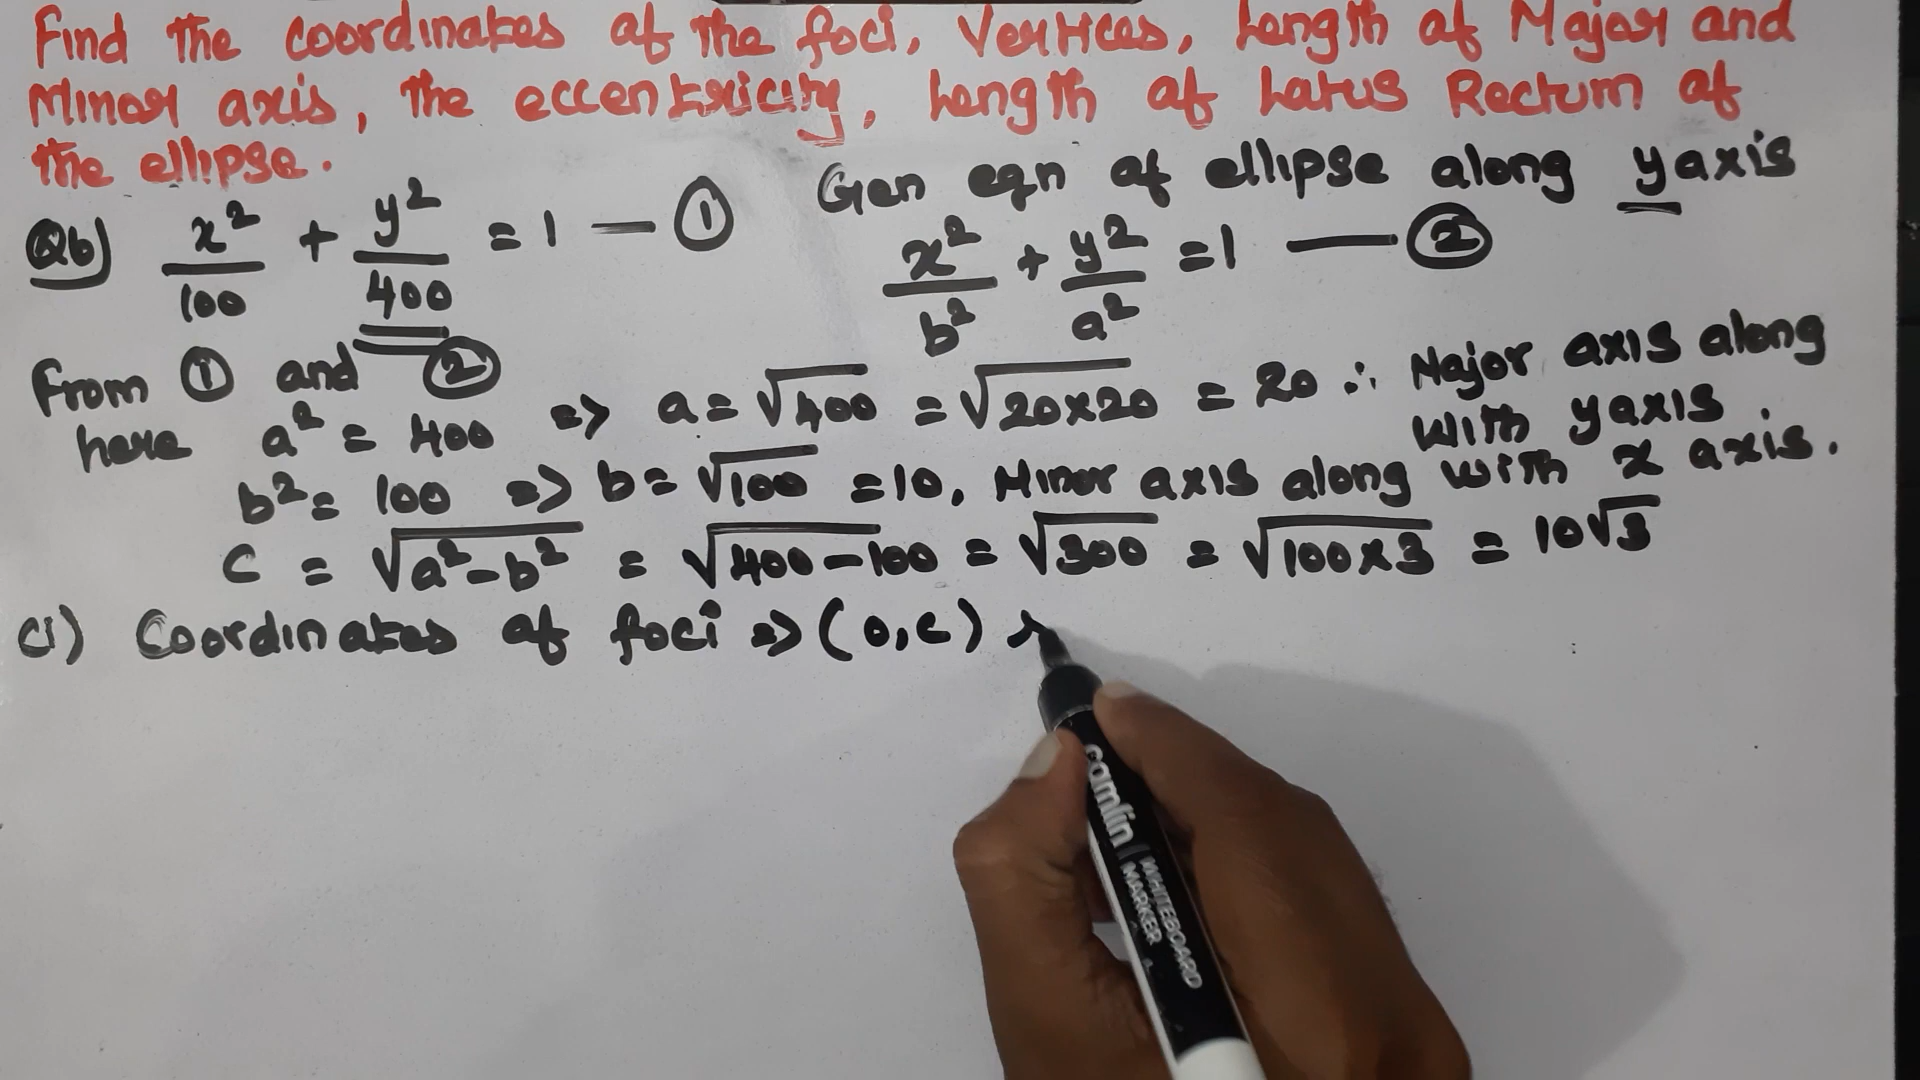 Find the coordinates of the foci, Vertices, Length of Major and
Minor axis, the eccentricity, Length of Latus Rectum of
the ellipse.
Gen eqn of ellipse along y axis
Q6) x²/100 + y²/400 = 1 — ①
x²/b² + y²/a² = 1 — ②
From ① and ②
here a² = 400 => a = √400 = √20×20 = 20 ∴ Major axis along
with y axis.
b² = 100 => b = √100 = 10, Minor axis along with x axis.
C = √a²-b² = √400-100 = √300 = √100×3 = 10√3
(i) Coordinates of foci => (0,c)
camlin
WHITEBOARD
MARKER